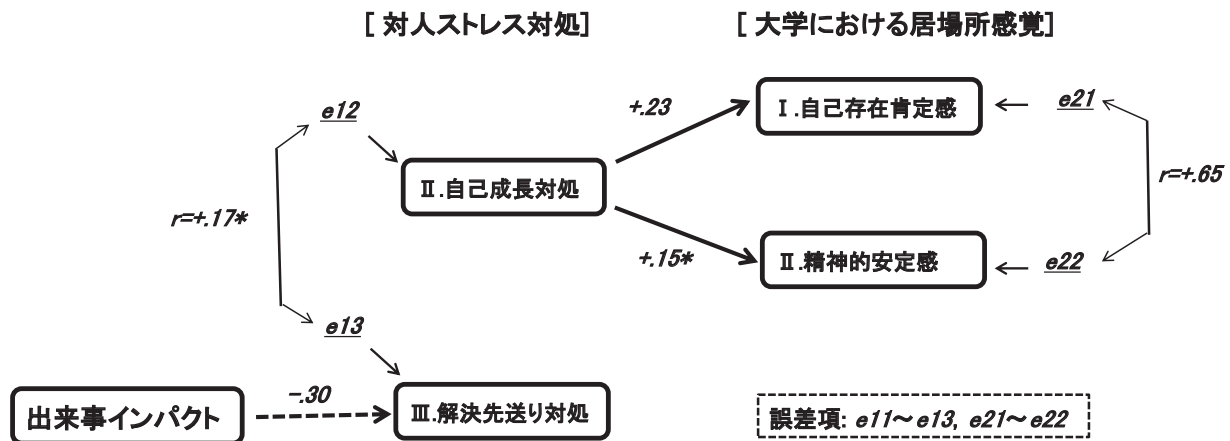 [ 対人ストレス対処]
[ 大学における居場所感覚]
e12
+.23
Ⅰ.自己存在肯定感
e21
Ⅱ.自己成長対処
r=+.17*
r=+.65
+.15*
Ⅱ.精神的安定感
e22
e13
出来事インパクト
-.30
Ⅲ.解決先送り対処
誤差項: e11~e13, e21~e22